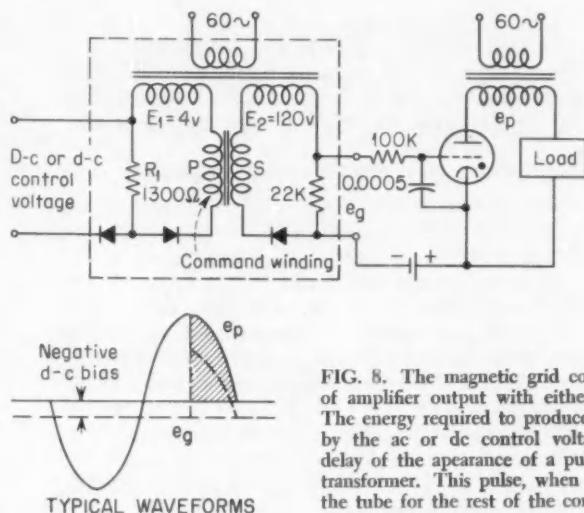 60~
60~
E₁=4v
E₂=120v
eₚ
100K
Load
D-c or d-c
control
voltage
R₁
1300Ω
P
S
22K
0.0005
e_g
Command winding
- +
Negative
d-c bias
eₚ
e_g
TYPICAL WAVEFORMS
FIG. 8. The magnetic grid co
of amplifier output with either
The energy required to produce
by the ac or dc control volt
delay of the apearance of a pu
transformer. This pulse, when
the tube for the rest of the co